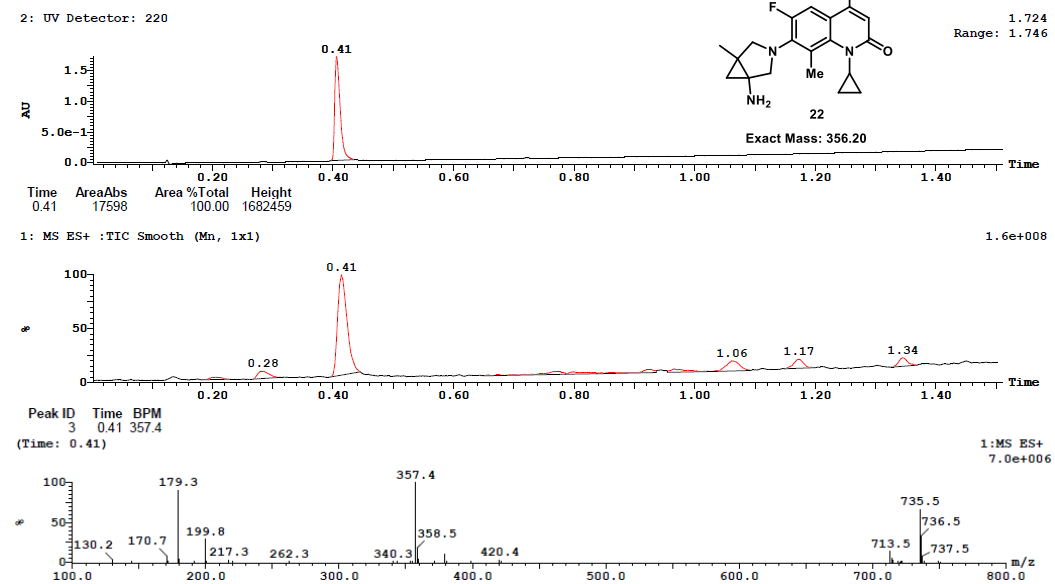 2: UV Detector: 220
1.724
Range: 1.746
F
N
N
O
Me
NH2
22
Exact Mass: 356.20
0.41
AU
1.5
1.0
5.0e-1
0.0
0.20 0.40 0.60 0.80 1.00 1.20 1.40
Time
Time AreaAbs Area %Total Height
0.41 17598 100.00 1682459
1: MS ES+ :TIC Smooth (Mn, 1x1)
1.6e+008
%
100
50
0
0.28
0.41
1.06
1.17
1.34
0.20 0.40 0.60 0.80 1.00 1.20 1.40
Time
Peak ID Time BPM
3 0.41 357.4
(Time: 0.41)
1:MS ES+
7.0e+006
%
100
50
0
130.2
170.7
179.3
199.8
217.3
262.3
340.3
357.4
358.5
420.4
713.5
735.5
736.5
737.5
100.0 200.0 300.0 400.0 500.0 600.0 700.0 800.0
m/z